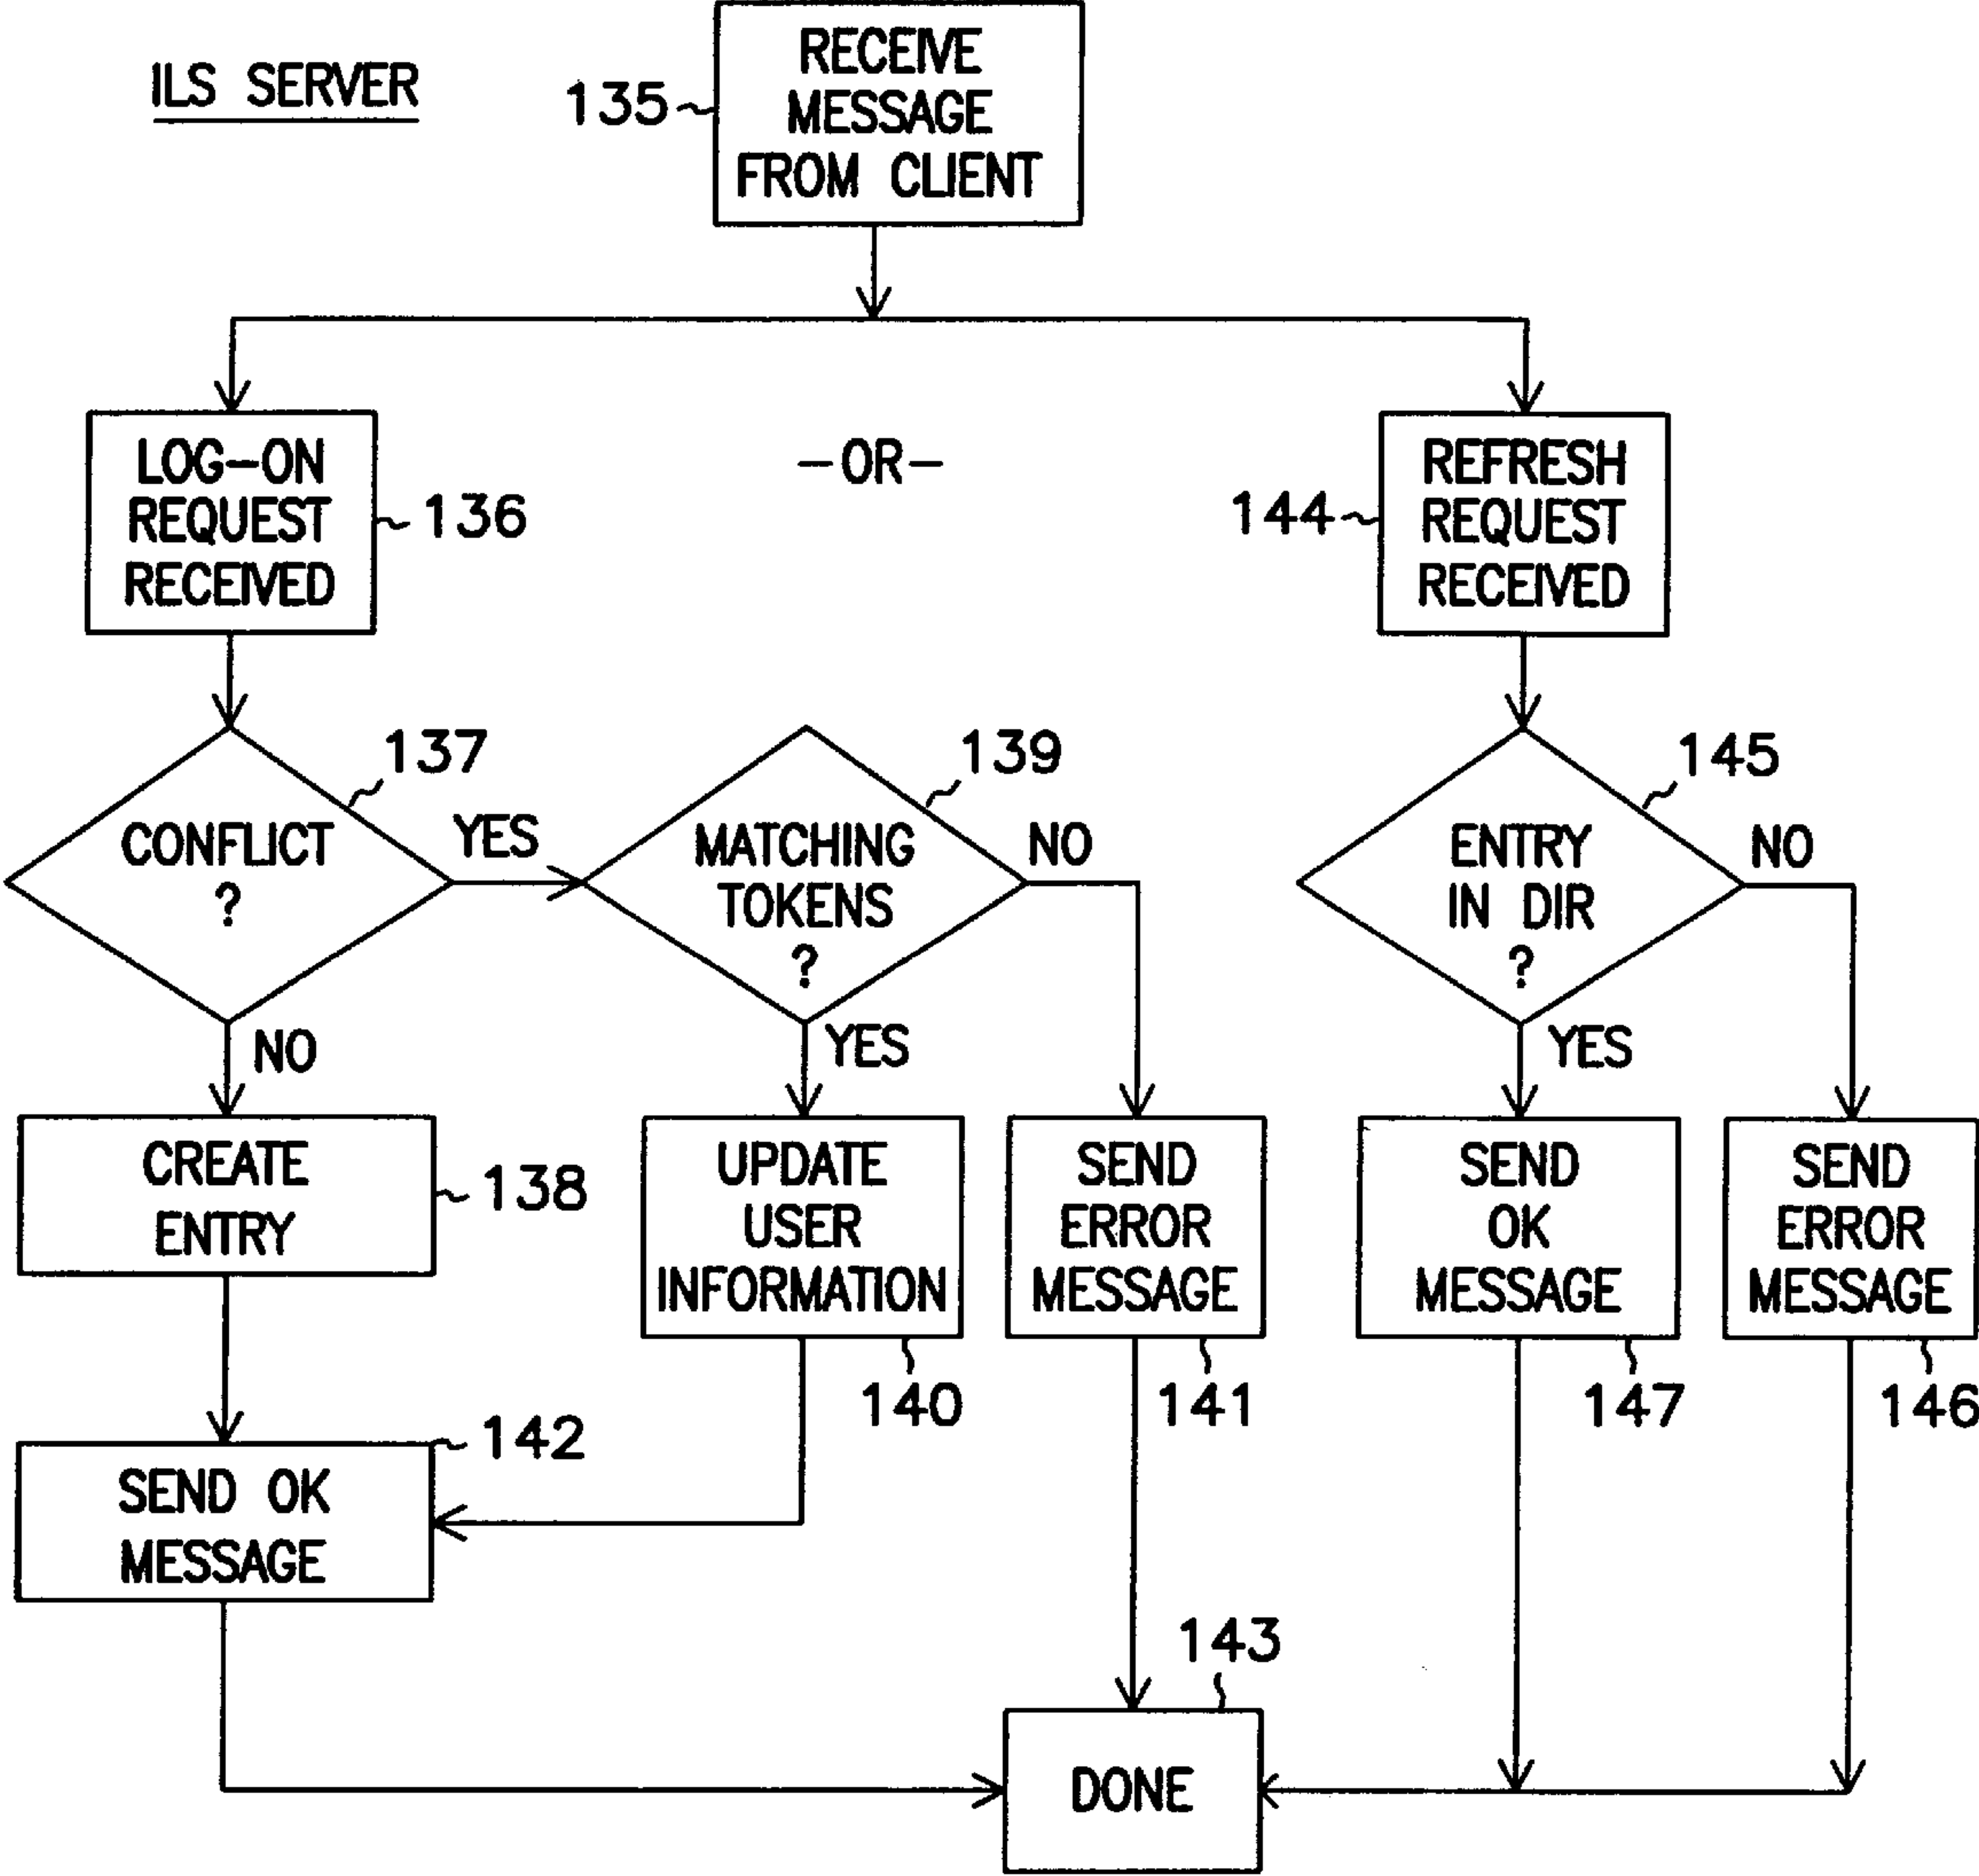 ILS SERVER
RECEIVE
MESSAGE
FROM CLIENT
135
LOG-ON
REQUEST
RECEIVED
136
-OR-
REFRESH
REQUEST
RECEIVED
144
CONFLICT
?
137
YES
NO
MATCHING
TOKENS
?
139
NO
YES
ENTRY
IN DIR
?
145
NO
YES
CREATE
ENTRY
138
UPDATE
USER
INFORMATION
140
SEND
ERROR
MESSAGE
141
SEND
OK
MESSAGE
147
SEND
ERROR
MESSAGE
146
SEND OK
MESSAGE
142
DONE
143